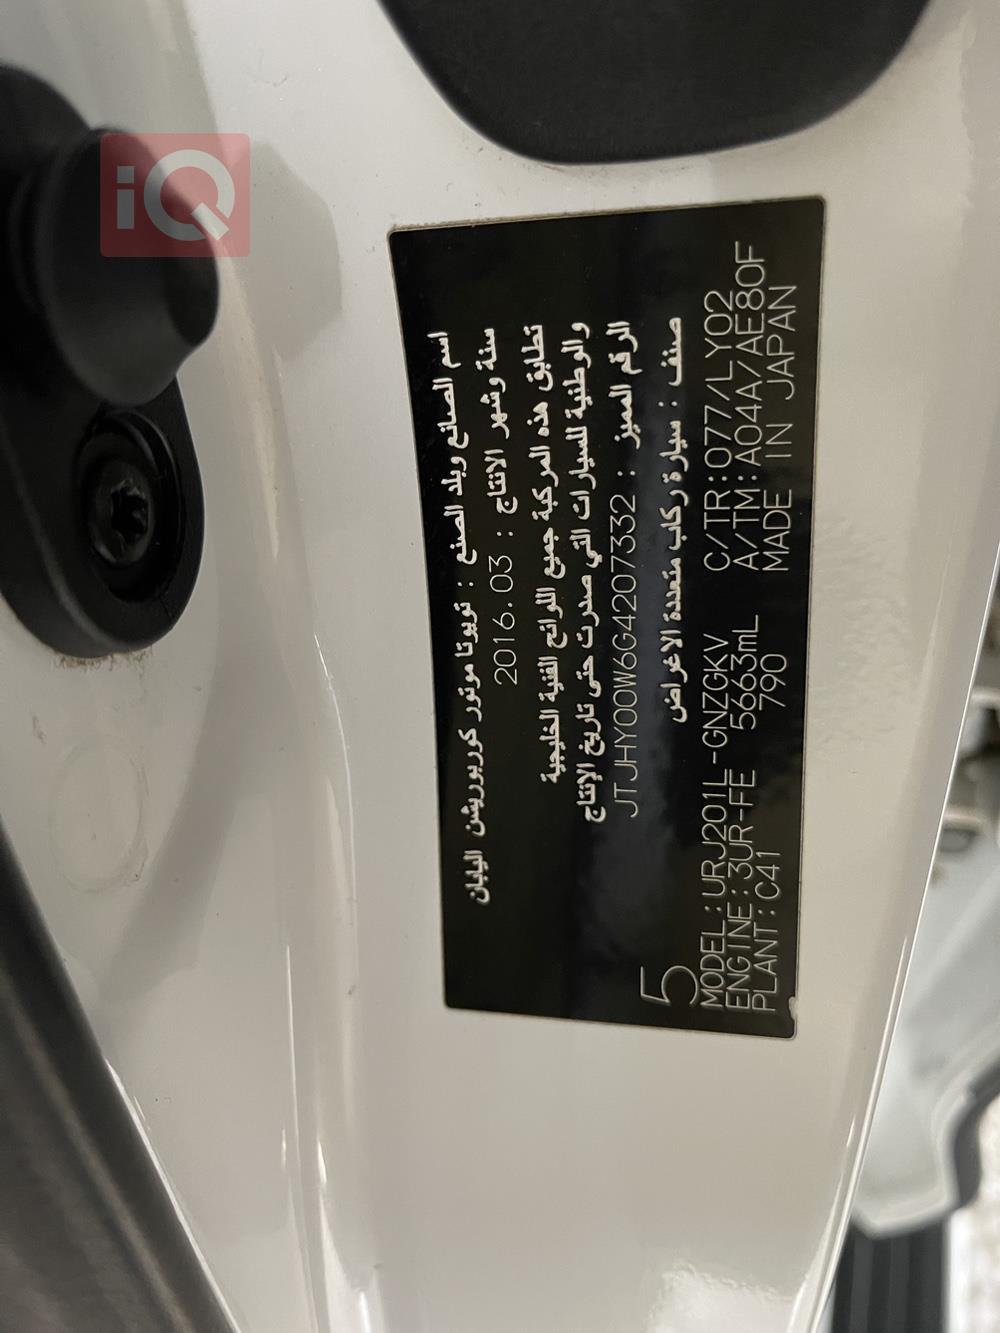 iQ
اسم الصانع وبلد الصنع : تويوتا موتور كوربوريشن اليابان
سنة وشهر الانتاج : 2016.03
تطابق هذه المركبة جميع اللوائح الفنية الخليجية
والوطنية للسيارات التي صدرت حتى تاريخ الإنتاج
الرقم المميز : JTJHY00W6G4207332
صنف : سيارة ركاب متعددة الاغراض
5
MODEL:URJ201L-GNZGKV C/TR:077/LY02
ENGINE:3UR-FE 5663mL A/TM:A04A/AE80F
PLANT:C41 790 MADE IN JAPAN